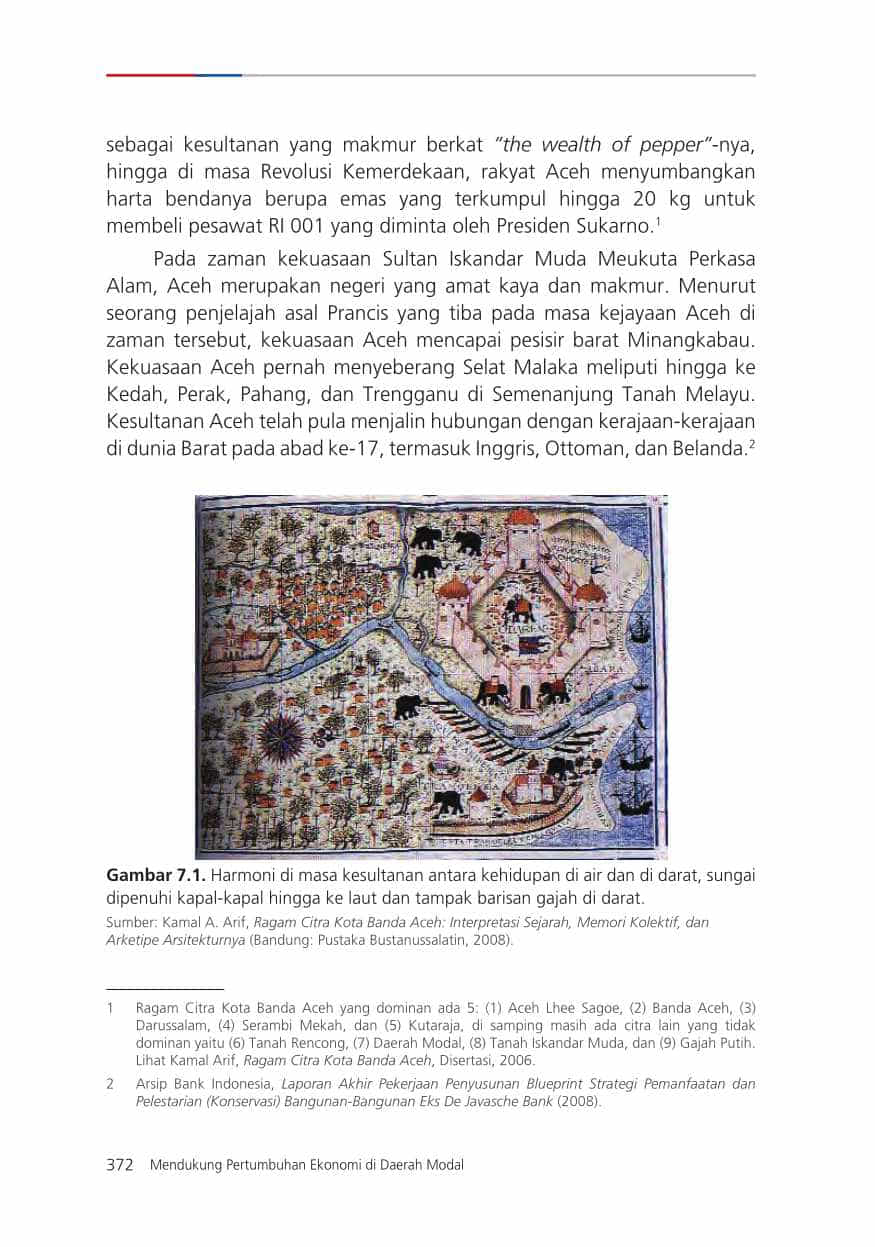 sebagai kesultanan yang makmur berkat ”the wealth of pepper”-nya,
hingga di masa Revolusi Kemerdekaan, rakyat Aceh menyumbangkan
harta bendanya berupa emas yang terkumpul hingga 20 kg untuk
membeli pesawat RI 001 yang diminta oleh Presiden Sukarno.1
Pada zaman kekuasaan Sultan Iskandar Muda Meukuta Perkasa
Alam, Aceh merupakan negeri yang amat kaya dan makmur. Menurut
seorang penjelajah asal Prancis yang tiba pada masa kejayaan Aceh di
zaman tersebut, kekuasaan Aceh mencapai pesisir barat Minangkabau.
Kekuasaan Aceh pernah menyeberang Selat Malaka meliputi hingga ke
Kedah, Perak, Pahang, dan Trengganu di Semenanjung Tanah Melayu.
Kesultanan Aceh telah pula menjalin hubungan dengan kerajaan-kerajaan
di dunia Barat pada abad ke-17, termasuk Inggris, Ottoman, dan Belanda.2
Gambar 7.1. Harmoni di masa kesultanan antara kehidupan di air dan di darat, sungai
dipenuhi kapal-kapal hingga ke laut dan tampak barisan gajah di darat.
Sumber: Kamal A. Arif, Ragam Citra Kota Banda Aceh: Interpretasi Sejarah, Memori Kolektif, dan
Arketipe Arsitekturnya (Bandung: Pustaka Bustanussalatin, 2008).
1 Ragam Citra Kota Banda Aceh yang dominan ada 5: (1) Aceh Lhee Sagoe, (2) Banda Aceh, (3)
Darussalam, (4) Serambi Mekah, dan (5) Kutaraja, di samping masih ada citra lain yang tidak
dominan yaitu (6) Tanah Rencong, (7) Daerah Modal, (8) Tanah Iskandar Muda, dan (9) Gajah Putih.
Lihat Kamal Arif, Ragam Citra Kota Banda Aceh, Disertasi, 2006.
2 Arsip Bank Indonesia, Laporan Akhir Pekerjaan Penyusunan Blueprint Strategi Pemanfaatan dan
Pelestarian (Konservasi) Bangunan-Bangunan Eks De Javasche Bank (2008).
372 Mendukung Pertumbuhan Ekonomi di Daerah Modal